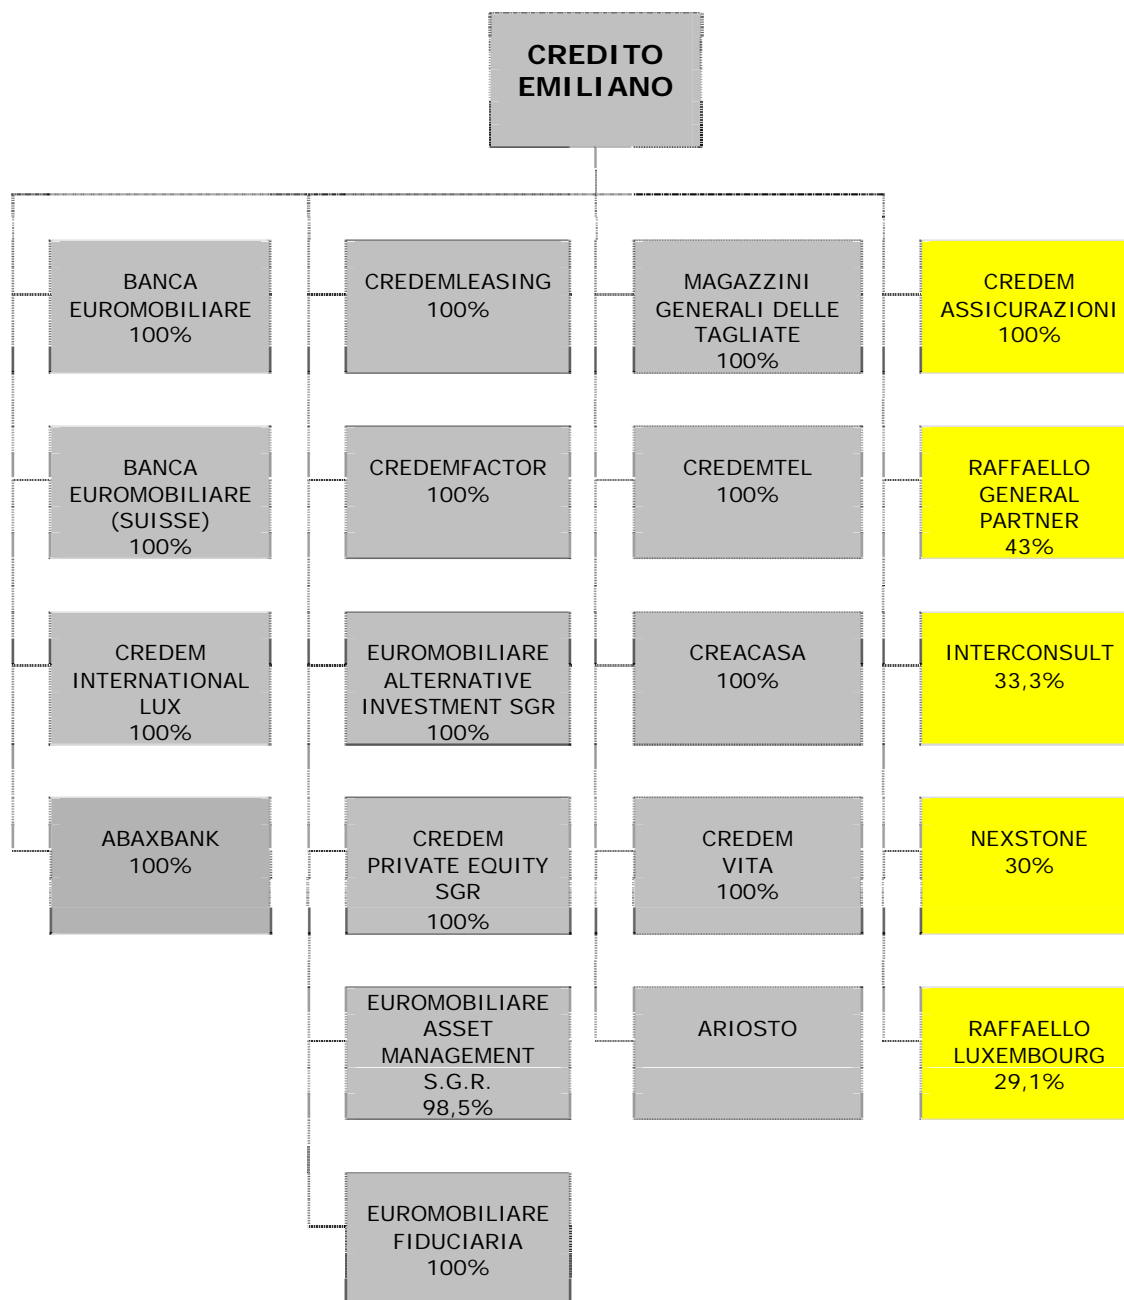 CREDITO
EMILIANO
BANCA
EUROMOBILIARE
100%
CREDEMLEASING
100%
MAGAZZINI
GENERALI DELLE
TAGLIATE
100%
CREDEM
ASSICURAZIONI
100%
BANCA
EUROMOBILIARE
(SUISSE)
100%
CREDEMFACTOR
100%
CREDEMTEL
100%
RAFFAELLO
GENERAL
PARTNER
43%
CREDEM
INTERNATIONAL
LUX
100%
EUROMOBILIARE
ALTERNATIVE
INVESTMENT SGR
100%
CREACASA
100%
INTERCONSULT
33,3%
ABAXBANK
100%
CREDEM
PRIVATE EQUITY
SGR
100%
CREDEM
VITA
100%
NEXSTONE
30%
EUROMOBILIARE
ASSET
MANAGEMENT
S.G.R.
98,5%
ARIOSTO
RAFFAELLO
LUXEMBOURG
29,1%
EUROMOBILIARE
FIDUCIARIA
100%